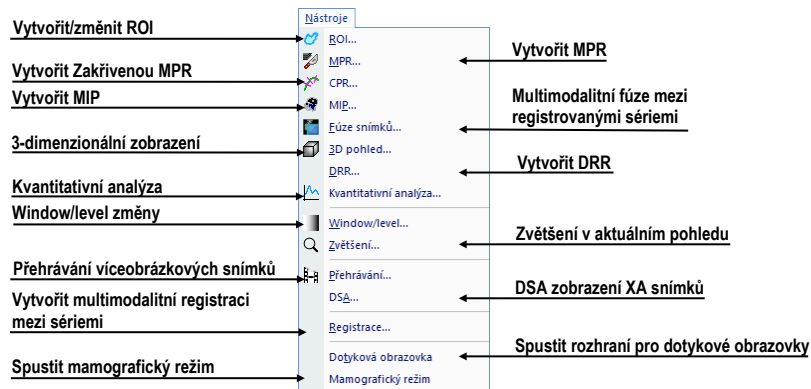 Nástroje
Vytvořit/změnit ROI
ROI...
MPR...
Vytvořit MPR
Vytvořit Zakřivenou MPR
CPR...
Vytvořit MIP
MIP...
Multimodalitní fúze mezi
registrovanými sériemi
Fúze snímků...
3-dimenzionální zobrazení
3D pohled...
DRR...
Vytvořit DRR
Kvantitativní analýza
Kvantitativní analýza...
Window/level změny
Window/level...
Zvětšení...
Zvětšení v aktuálním pohledu
Přehrávání víceobrázkových snímků
Přehrávání...
DSA...
DSA zobrazení XA snímků
Vytvořit multimodalitní registraci
mezi sériemi
Registrace...
Dotyková obrazovka
Spustit rozhraní pro dotykové obrazovky
Spustit mamografický režim
Mamografický režim